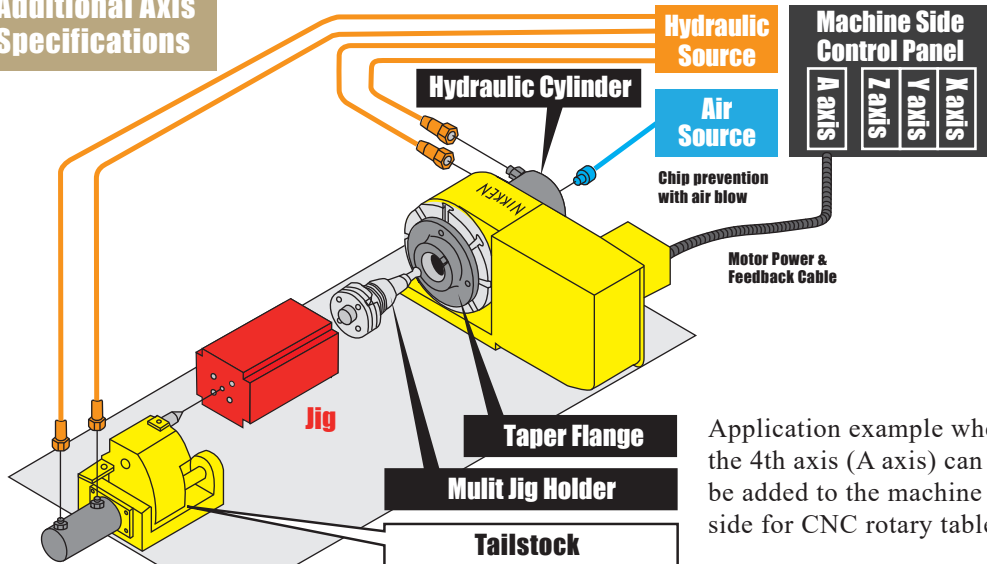 Additional Axis
Specifications
Hydraulic
Source
Machine Side
Control Panel
A axis
Z axis
Y axis
X axis
Hydraulic Cylinder
Air
Source
Chip prevention
with air blow
NIKKEN
Motor Power &
Feedback Cable
Jig
Taper Flange
Mulit Jig Holder
Tailstock
Application example whe
the 4th axis (A axis) can
be added to the machine
side for CNC rotary table